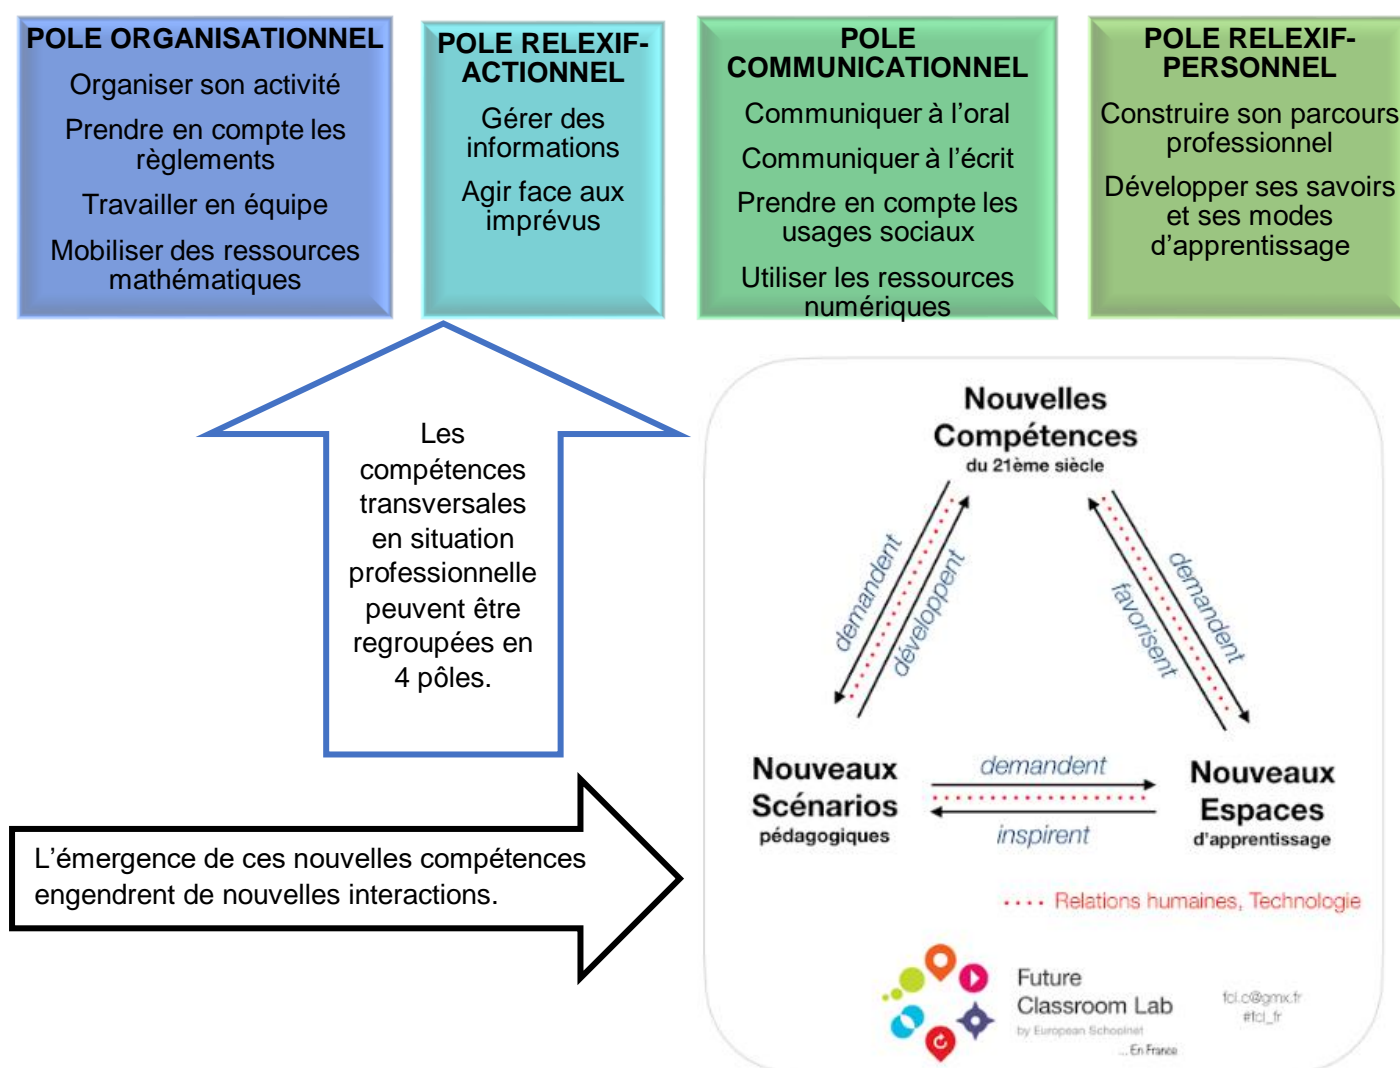 POLE ORGANISATIONNEL
Organiser son activité
Prendre en compte les
règlements
Travailler en équipe
Mobiliser des ressources
mathématiques
POLE RELEXIF-
ACTIONNEL
Gérer des
informations
Agir face aux
imprévus
POLE
COMMUNICATIONNEL
Communiquer à l’oral
Communiquer à l’écrit
Prendre en compte les
usages sociaux
Utiliser les ressources
numériques
POLE RELEXIF-
PERSONNEL
Construire son parcours
professionnel
Développer ses savoirs
et ses modes
d’apprentissage
Les
compétences
transversales
en situation
professionnelle
peuvent être
regroupées en
4 pôles.
L’émergence de ces nouvelles compétences
engendrent de nouvelles interactions.
Nouvelles
Compétences
du 21ème siècle
demandent
développent
demandent
favorisent
Nouveaux
Scénarios
pédagogiques
demandent
inspirent
Nouveaux
Espaces
d'apprentissage
.... Relations humaines, Technologie
Future
Classroom Lab
by European Schoolnet
... En France
fcl.c@gmx.fr
#fcl_fr